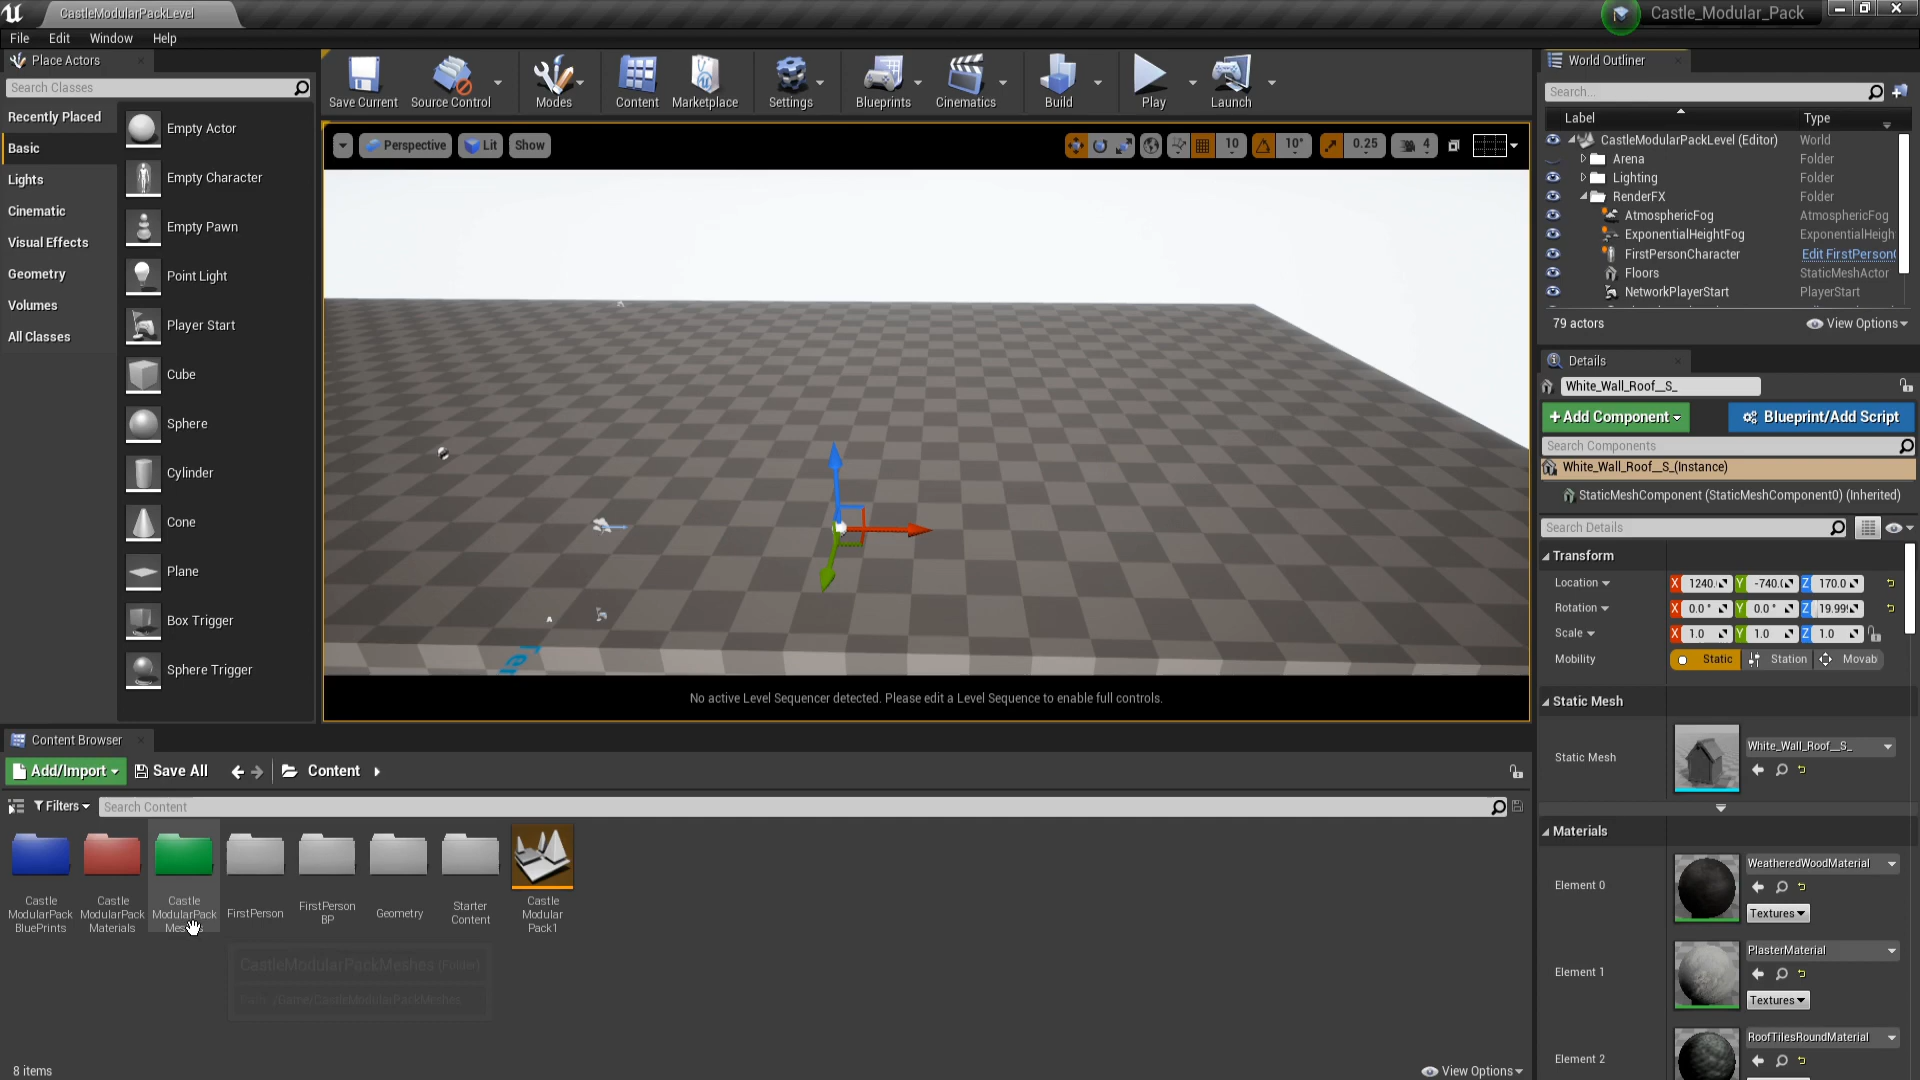 CastleModularPackLevel
Castle_Modular_Pack
File Edit Window Help
Place Actors
Search Classes
Recently Placed
Basic
Lights
Cinematic
Visual Effects
Geometry
Volumes
All Classes
Empty Actor
Empty Character
Empty Pawn
Point Light
Player Start
Cube
Sphere
Cylinder
Cone
Plane
Box Trigger
Sphere Trigger
Save Current
Source Control
Modes
Content
Marketplace
Settings
Blueprints
Cinematics
Build
Play
Launch
Perspective
Lit
Show
10
10°
0.25
4
No active Level Sequencer detected. Please edit a Level Sequence to enable full controls.
World Outliner
Search...
Label Type
CastleModularPackLevel (Editor) World
Arena Folder
Lighting Folder
RenderFX Folder
AtmosphericFog AtmosphericFog
ExponentialHeightFog ExponentialHeigh
FirstPersonCharacter Edit FirstPerson
Floors StaticMeshActor
NetworkPlayerStart PlayerStart
79 actors
View Options
Details
White_Wall_Roof__S_
+Add Component
Blueprint/Add Script
Search Components
White_Wall_Roof__S_(Instance)
StaticMeshComponent (StaticMeshComponent0) (Inherited)
Search Details
Transform
Location X 1240. Y -740.( Z 170.0
Rotation X 0.0 ° Y 0.0 ° Z 19.99
Scale X 1.0 Y 1.0 Z 1.0
Mobility Static Station Movab
Static Mesh
Static Mesh
White_Wall_Roof__S_
Materials
Element 0
WeatheredWoodMaterial
Textures
Element 1
PlasterMaterial
Textures
Element 2
RoofTilesRoundMaterial
Content Browser
Add/Import
Save All
Content
Filters
Search Content
Castle
ModularPack
BluePrints
Castle
ModularPack
Materials
Castle
ModularPack
FirstPerson
FirstPerson
BP
Geometry
Starter
Content
Castle
Modular
Pack1
CastleModularPackMeshes (Folder)
/Game/CastleModularPackMeshes
8 items
View Options